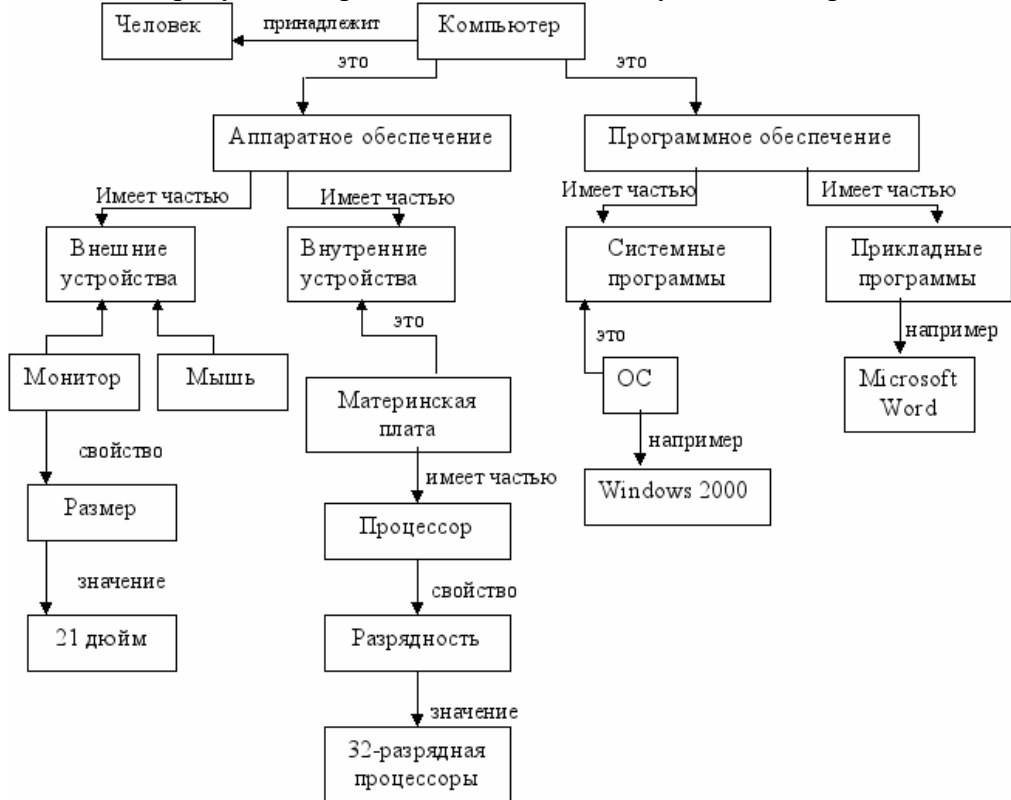 Человек
принадлежит
Компьютер
это
это
Аппаратное обеспечение
Программное обеспечение
Имеет частью
Имеет частью
Имеет частью
Имеет частью
Внешние
устройства
Внутренние
устройства
Системные
программы
Прикладные
программы
это
это
например
Монитор
Мышь
Материнская
плата
ОС
Microsoft
Word
свойство
имеет частью
например
Размер
Процессор
Windows 2000
значение
свойство
21 дюйм
Разрядность
значение
32-разрядная
процессоры